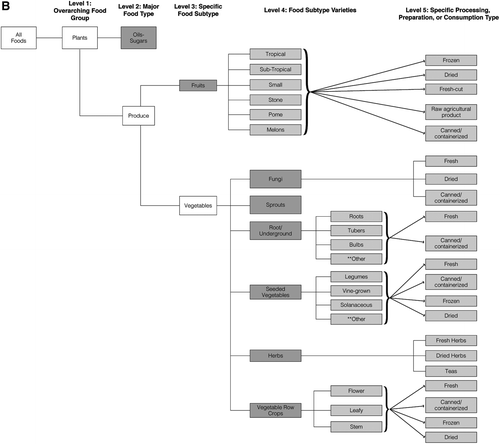 B
Level 1:
Overarching Food
Group
Level 2: Major
Food Type
Level 3: Specific
Food Subtype
Level 4: Food Subtype Varieties
Level 5: Specific Processing,
Preparation, or Consumption Type
All
Foods
Plants
Oils-
Sugars
Produce
Fruits
Tropical
Sub-Tropical
Small
Stone
Pome
Melons
Frozen
Dried
Fresh-cut
Raw agricultural
product
Canned/
containerized
Vegetables
Fungi
Fresh
Dried
Canned/
containerized
Sprouts
Root/
Underground
Roots
Tubers
Bulbs
**Other
Fresh
Canned/
containerized
Seeded
Vegetables
Legumes
Vine-grown
Solanaceous
**Other
Fresh
Canned/
containerized
Frozen
Dried
Herbs
Fresh Herbs
Dried Herbs
Teas
Vegetable Row
Crops
Flower
Leafy
Stem
Fresh
Canned/
containerized
Frozen
Dried